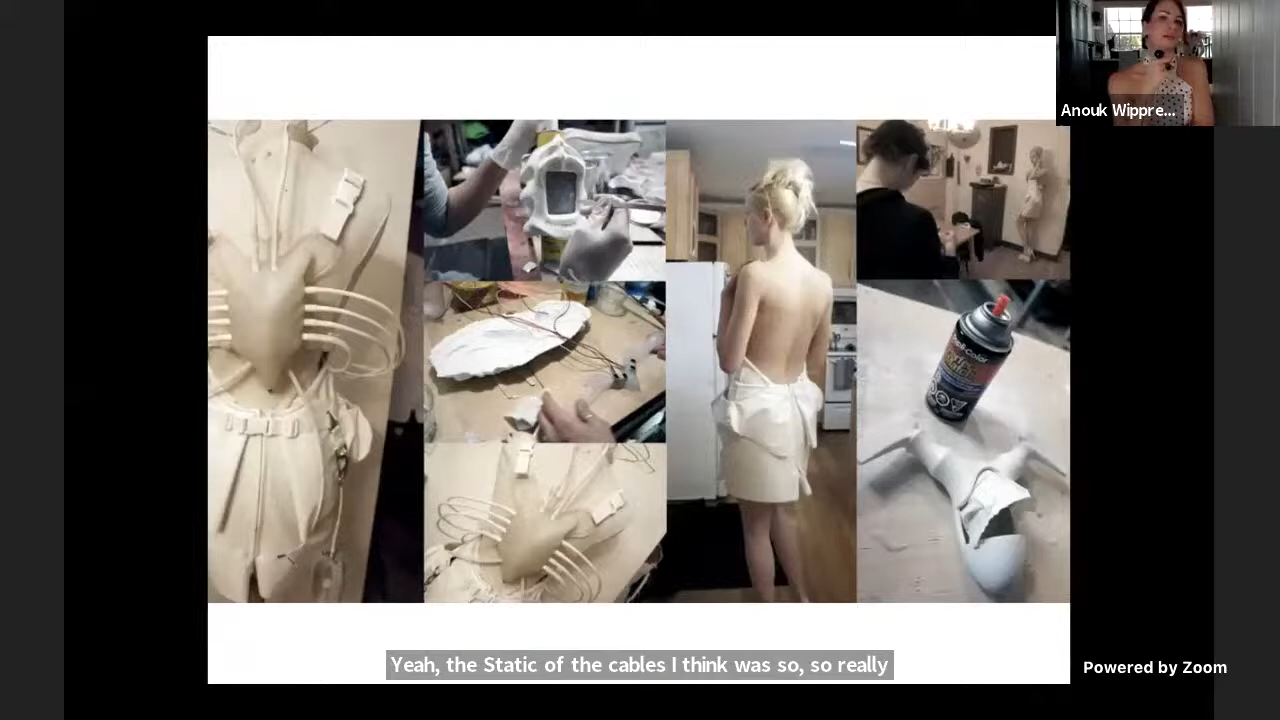 Anouk Wippre...
Yeah, the Static of the cables I think was so, so really
Powered by Zoom